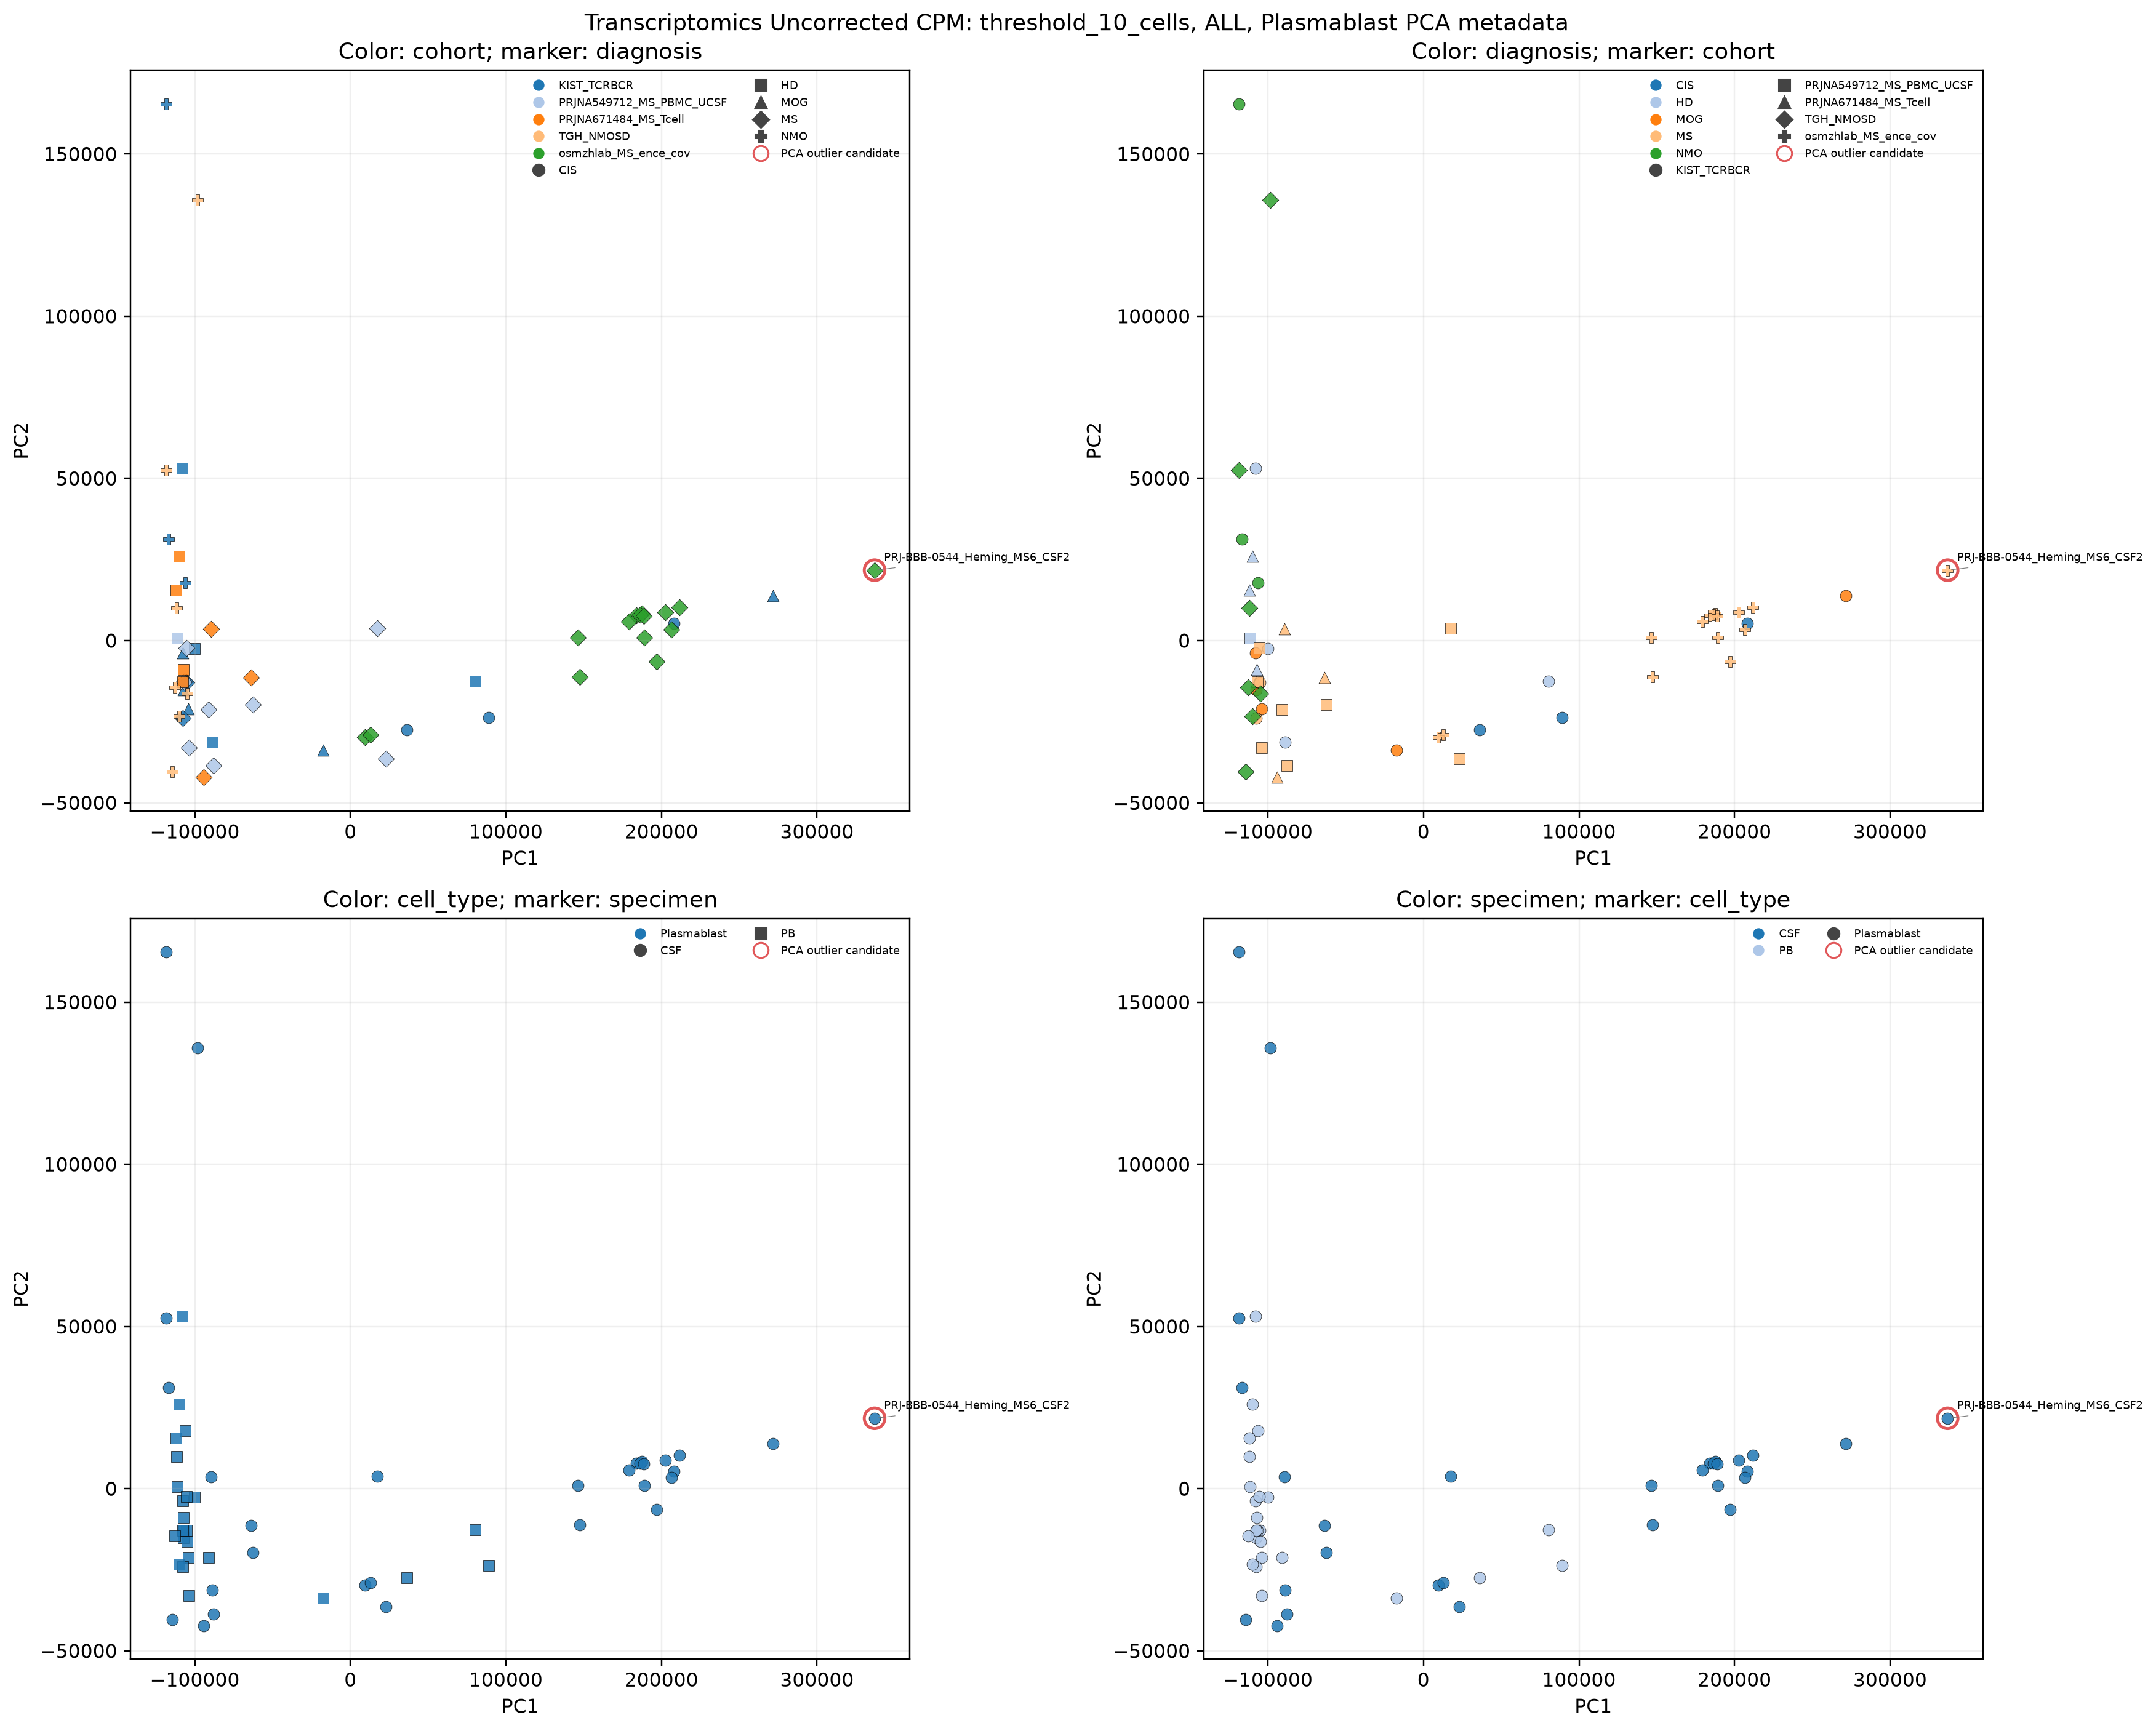 Transcriptomics Uncorrected CPM: threshold_10_cells, ALL, Plasmablast PCA metadata
Color: cohort; marker: diagnosis
KIST_TCRBCR
PRJNA549712_MS_PBMC_UCSF
PRJNA671484_MS_Tcell
TGH_NMOSD
osmzhlab_MS_ence_cov
CIS
HD
MOG
MS
NMO
PCA outlier candidate
PRJ-BBB-0544_Heming_MS6_CSF2
PC2
150000
100000
50000
0
−50000
−100000
0
100000
200000
300000
PC1
Color: diagnosis; marker: cohort
CIS
HD
MOG
MS
NMO
KIST_TCRBCR
PRJNA549712_MS_PBMC_UCSF
PRJNA671484_MS_Tcell
TGH_NMOSD
osmzhlab_MS_ence_cov
PCA outlier candidate
PRJ-BBB-0544_Heming_MS6_CSF2
PC2
150000
100000
50000
0
−50000
−100000
0
100000
200000
300000
PC1
Color: cell_type; marker: specimen
Plasmablast
CSF
PB
PCA outlier candidate
PRJ-BBB-0544_Heming_MS6_CSF2
PC2
150000
100000
50000
0
−50000
−100000
0
100000
200000
300000
PC1
Color: specimen; marker: cell_type
CSF
PB
Plasmablast
PCA outlier candidate
PRJ-BBB-0544_Heming_MS6_CSF2
PC2
150000
100000
50000
0
−50000
−100000
0
100000
200000
300000
PC1